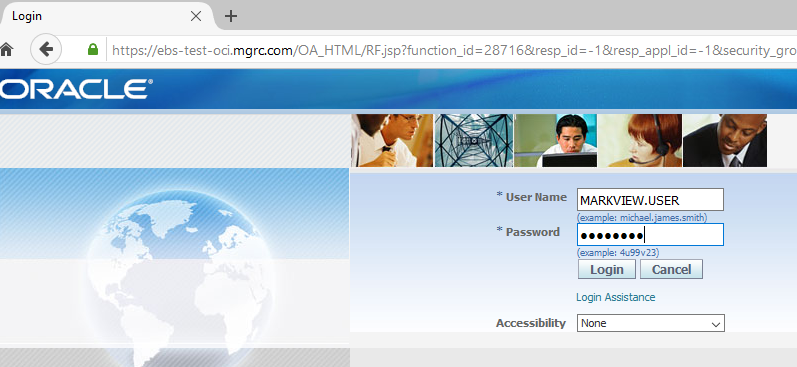 Login
https://ebs-test-oci.mgrc.com/OA_HTML/RF.jsp?function_id=28716&resp_id=-1&resp_appl_id=-1&security_gro
ORACLE
* User Name MARKVIEW.USER
(example: michael.james.smith)
* Password ●●●●●●●●
(example: 4u99v23)
Login Cancel
Login Assistance
Accessibility None